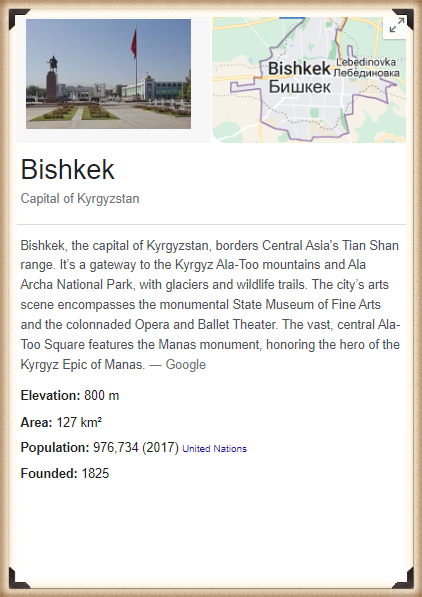 Bishkek
Бишкек
Lebedinovka
Лебединовка
Bishkek
Capital of Kyrgyzstan
Bishkek, the capital of Kyrgyzstan, borders Central Asia's Tian Shan
range. It's a gateway to the Kyrgyz Ala-Too mountains and Ala
Archa National Park, with glaciers and wildlife trails. The city's arts
scene encompasses the monumental State Museum of Fine Arts
and the colonnaded Opera and Ballet Theater. The vast, central Ala-
Too Square features the Manas monument, honoring the hero of the
Kyrgyz Epic of Manas. — Google
Elevation: 800 m
Area: 127 km²
Population: 976,734 (2017) United Nations
Founded: 1825